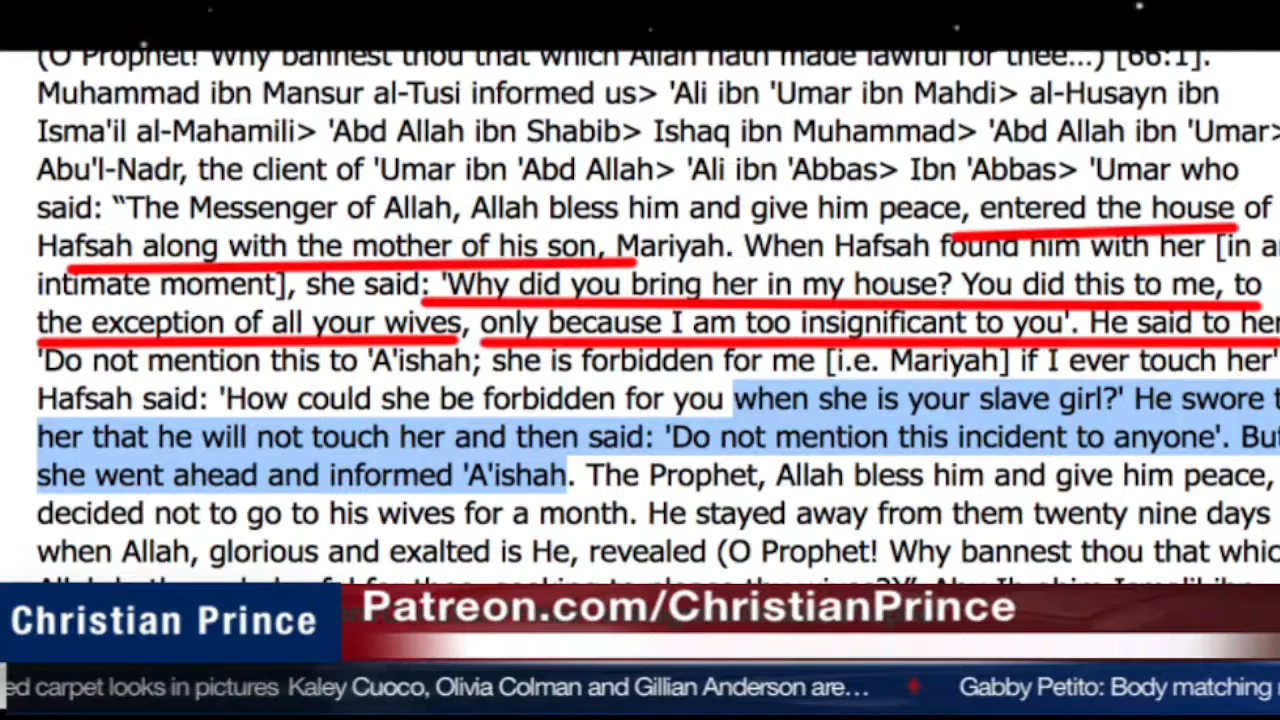 (O Prophet! Why bannest thou that which Allah hath made lawful for thee...) [66:1].
Muhammad ibn Mansur al-Tusi informed us> 'Ali ibn 'Umar ibn Mahdi> al-Husayn ibn
Isma'il al-Mahamili> 'Abd Allah ibn Shabib> Ishaq ibn Muhammad> 'Abd Allah ibn 'Umar>
Abu'l-Nadr, the client of 'Umar ibn 'Abd Allah> 'Ali ibn 'Abbas> Ibn 'Abbas> 'Umar who
said: “The Messenger of Allah, Allah bless him and give him peace, entered the house of
Hafsah along with the mother of his son, Mariyah. When Hafsah found him with her [in an
intimate moment], she said: 'Why did you bring her in my house? You did this to me, to
the exception of all your wives, only because I am too insignificant to you'. He said to her
'Do not mention this to 'A'ishah; she is forbidden for me [i.e. Mariyah] if I ever touch her'
Hafsah said: 'How could she be forbidden for you when she is your slave girl?' He swore t
her that he will not touch her and then said: 'Do not mention this incident to anyone'. But
she went ahead and informed 'A'ishah. The Prophet, Allah bless him and give him peace,
decided not to go to his wives for a month. He stayed away from them twenty nine days
when Allah, glorious and exalted is He, revealed (O Prophet! Why bannest thou that whic
Christian Prince
Patreon.com/ChristianPrince
ed carpet looks in pictures Kaley Cuoco, Olivia Colman and Gillian Anderson are... Gabby Petito: Body matching